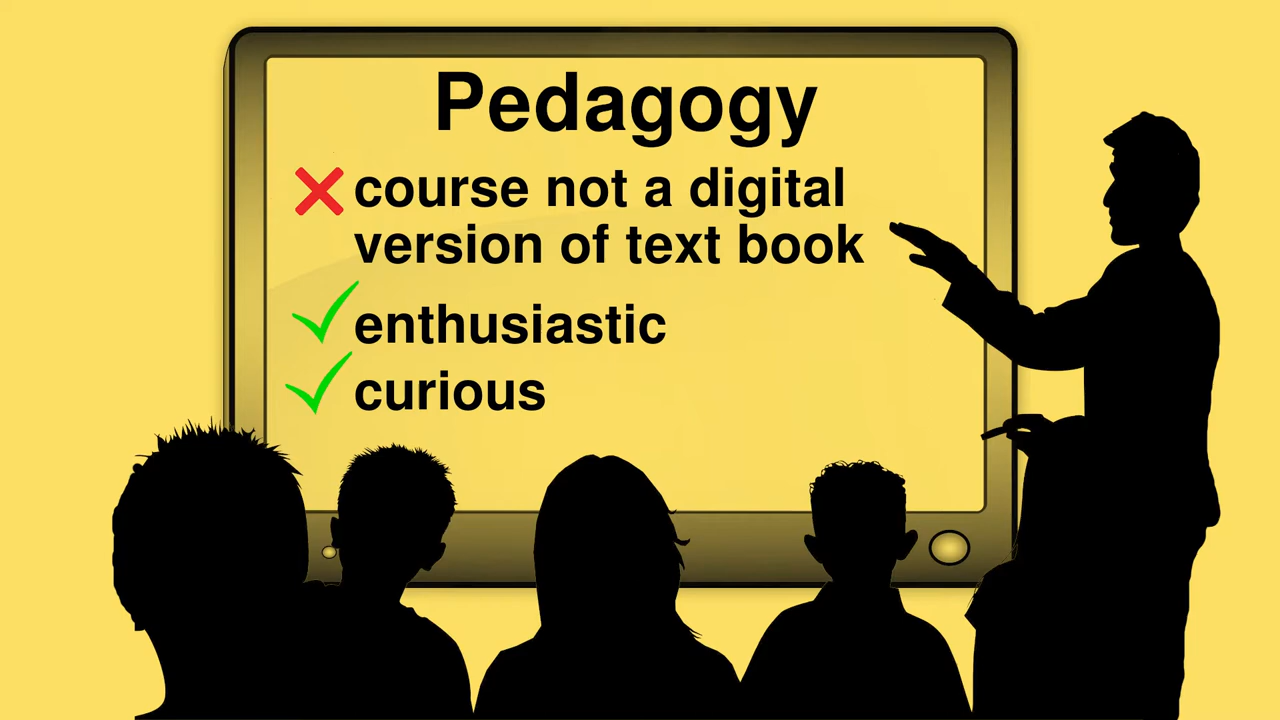 Pedagogy
course not a digital
version of text book
enthusiastic
curious